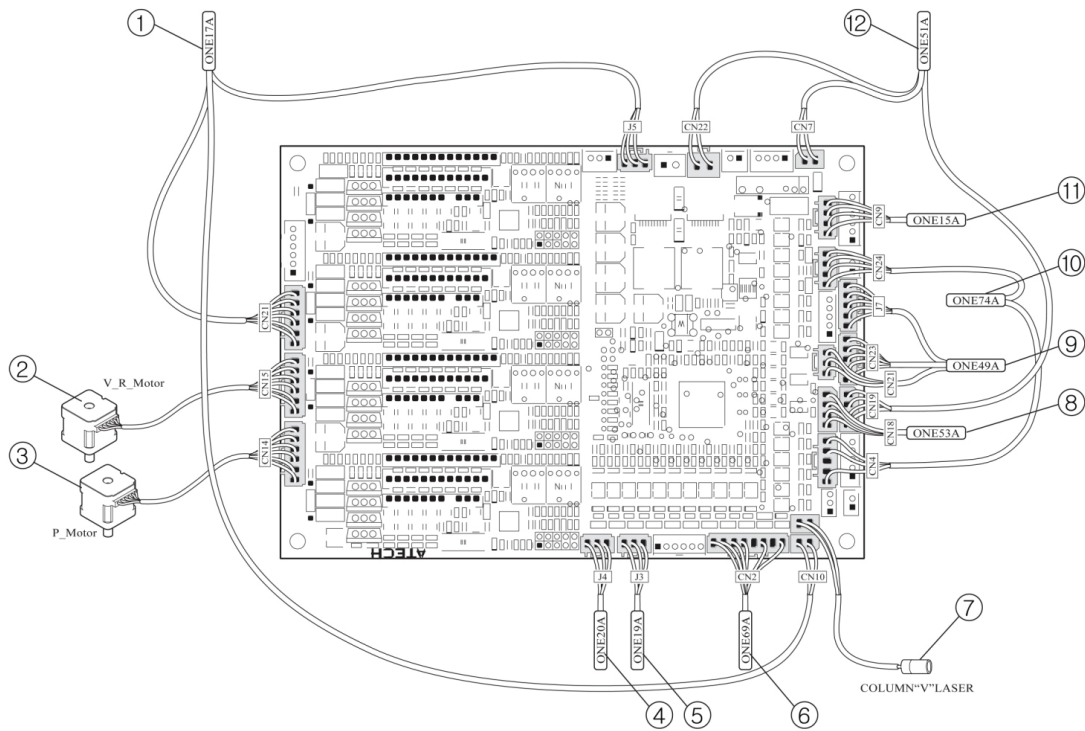 1
ONE17A
12
ONE51A
J5
CN22
CN7
11
CN9
ONE15A
CN24
10
ONE74A
J7
CN21
9
CN23
ONE49A
CN21
2
V_R_Motor
CN15
CN19
8
CN18
ONE53A
3
CN14
CN4
P_Motor
ATECH
J4
J3
CN2
CN10
ONE20A
ONE19A
ONE69A
7
COLUMN"V"LASER
4
5
6